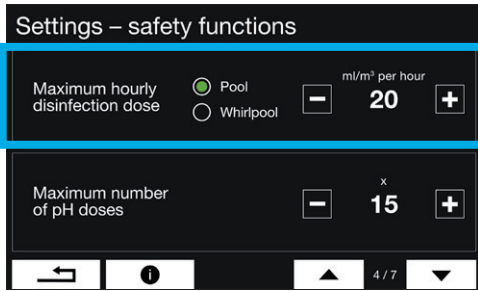 Settings – safety functions
Maximum hourly
disinfection dose
Pool
Whirlpool
ml/m³ per hour
20
Maximum number
of pH doses
x
15
4/7